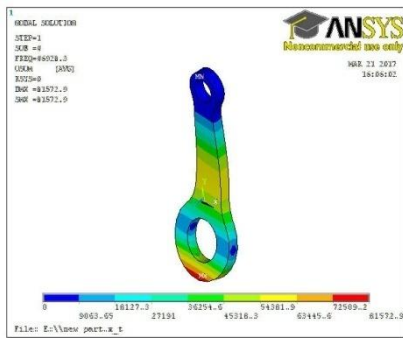 1
NODAL SOLUTION
STEP=1
SUB =4
FREQ=86928.3
USUM (AVG)
RSYS=0
DMX =81572.9
SMX =81572.9
ANSYS
Noncommercial use only
MAR 21 2017
16:06:02
MN
MX
0
18127.3
36254.6
54381.9
72509.2
9063.65
27191
45318.3
63445.6
81572.9
File: E:\\new part.x_t